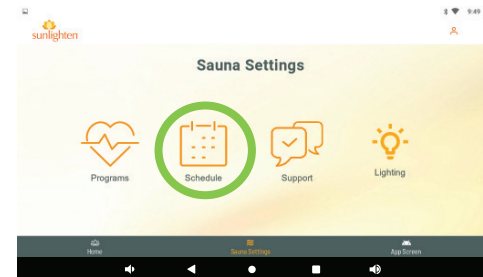 9:49
sunlighten
Sauna Settings
Programs
Schedule
Support
Lighting
Home
Sauna Settings
App Screen